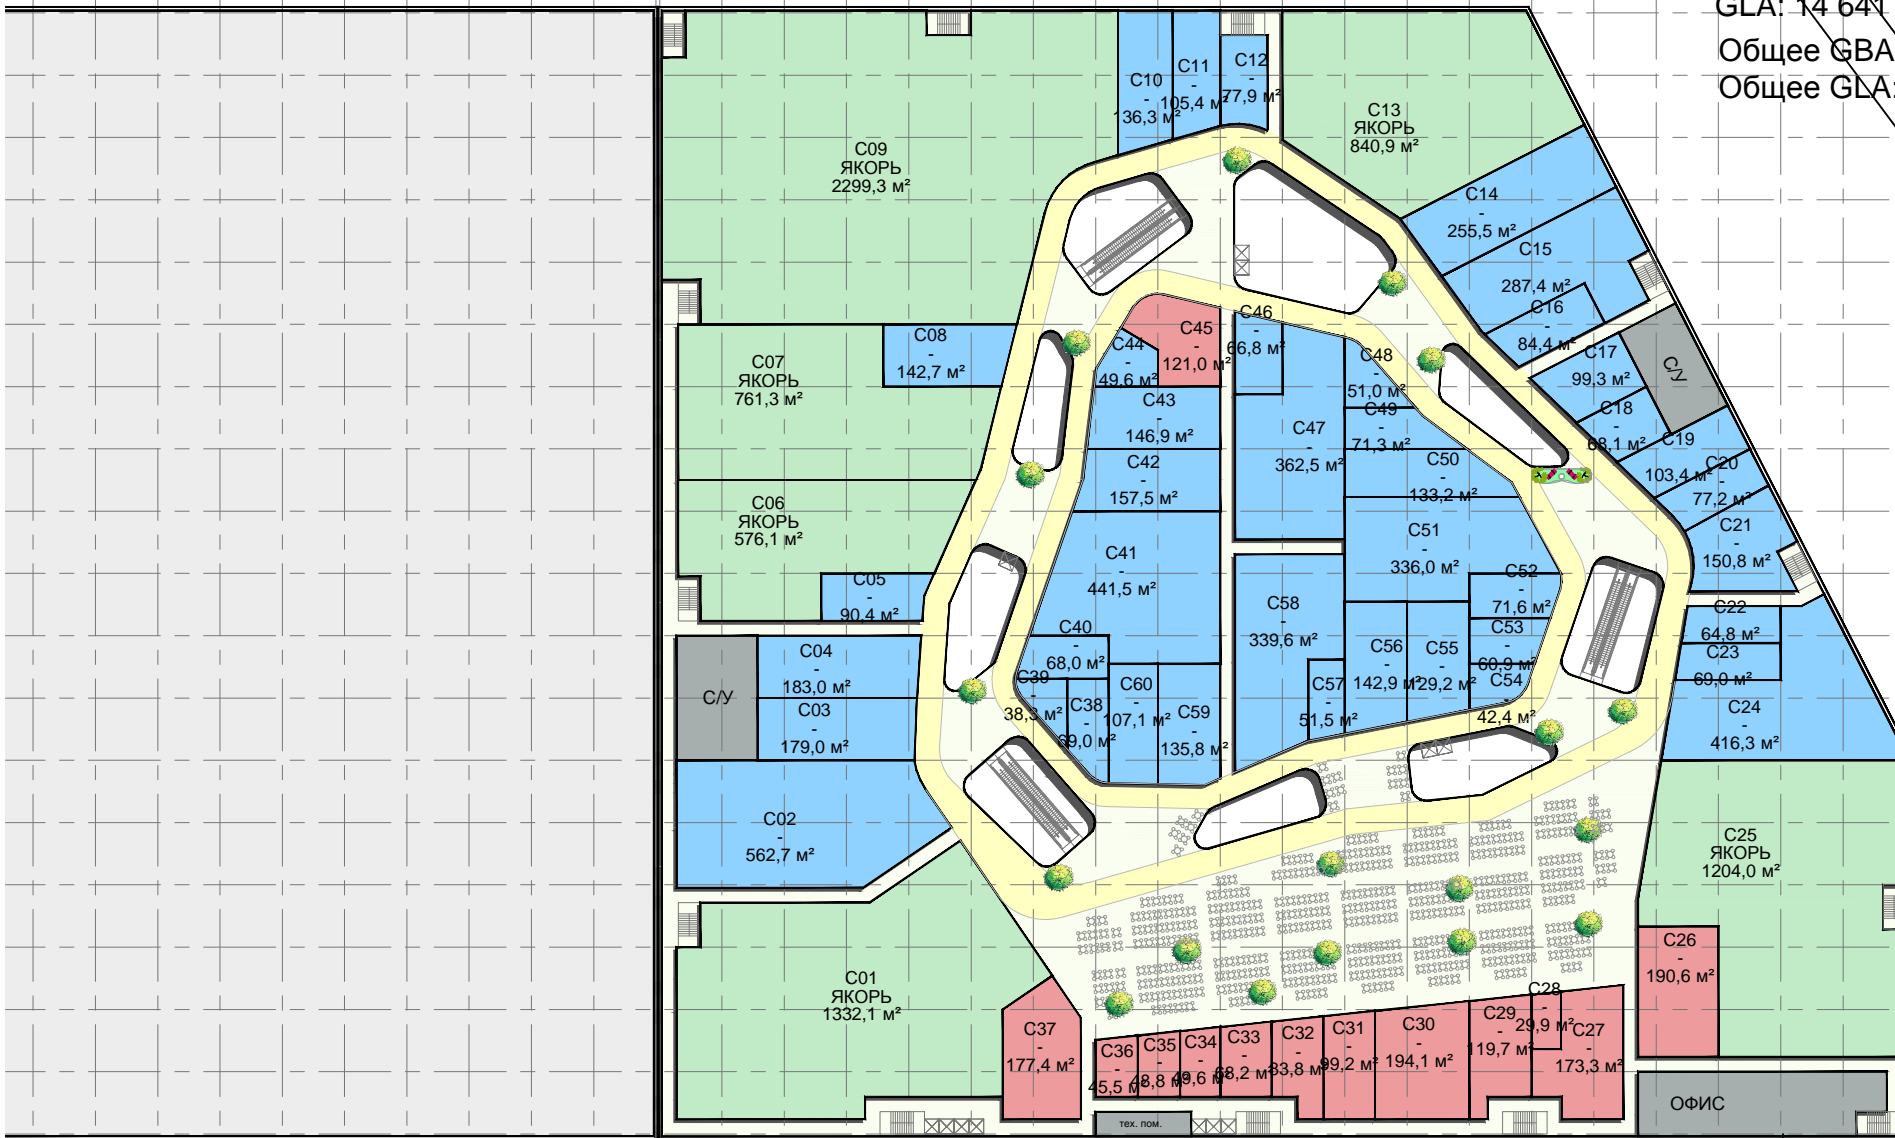 GLA: 14 641
Общее GBA
Общее GLA:
C09
ЯКОРЬ
2299,3 м²
C10
-
136,3 м²
C11
-
105,4 м²
C12
-
77,9 м²
C13
ЯКОРЬ
840,9 м²
C14
-
255,5 м²
C15
-
287,4 м²
C16
-
84,4 м²
C17
-
99,3 м²
С/У
C18
-
68,1 м²
C19
-
103,4 м²
C20
-
77,2 м²
C21
-
150,8 м²
C07
ЯКОРЬ
761,3 м²
C08
-
142,7 м²
C06
ЯКОРЬ
576,1 м²
C05
-
90,4 м²
C44
-
49,6 м²
C45
-
121,0 м²
C46
-
66,8 м²
C43
-
146,9 м²
C42
-
157,5 м²
C41
-
441,5 м²
C47
-
362,5 м²
C48
-
51,0 м²
C49
-
71,3 м²
C50
-
133,2 м²
C51
-
336,0 м²
C52
-
71,6 м²
C53
-
60,9 м²
C54
-
42,4 м²
C58
-
339,6 м²
C57
-
51,5 м²
C56
-
142,9 м²
C55
-
129,2 м²
C40
-
68,0 м²
C39
-
38,3 м²
C38
-
C60
-
107,1 м²
C59
-
135,8 м²
C22
-
64,8 м²
C23
-
69,0 м²
C24
-
416,3 м²
С/У
C04
-
183,0 м²
C03
-
179,0 м²
C02
-
562,7 м²
C01
ЯКОРЬ
1332,1 м²
C25
ЯКОРЬ
1204,0 м²
C26
-
190,6 м²
C37
-
177,4 м²
C36
-
45,5 м²
C35
-
48,8 м²
C34
-
49,6 м²
C33
-
68,2 м²
C32
-
83,8 м²
C31
-
99,2 м²
C30
-
194,1 м²
C29
-
119,7 м²
C28
-
29,9 м²
C27
-
173,3 м²
тех. пом.
ОФИС